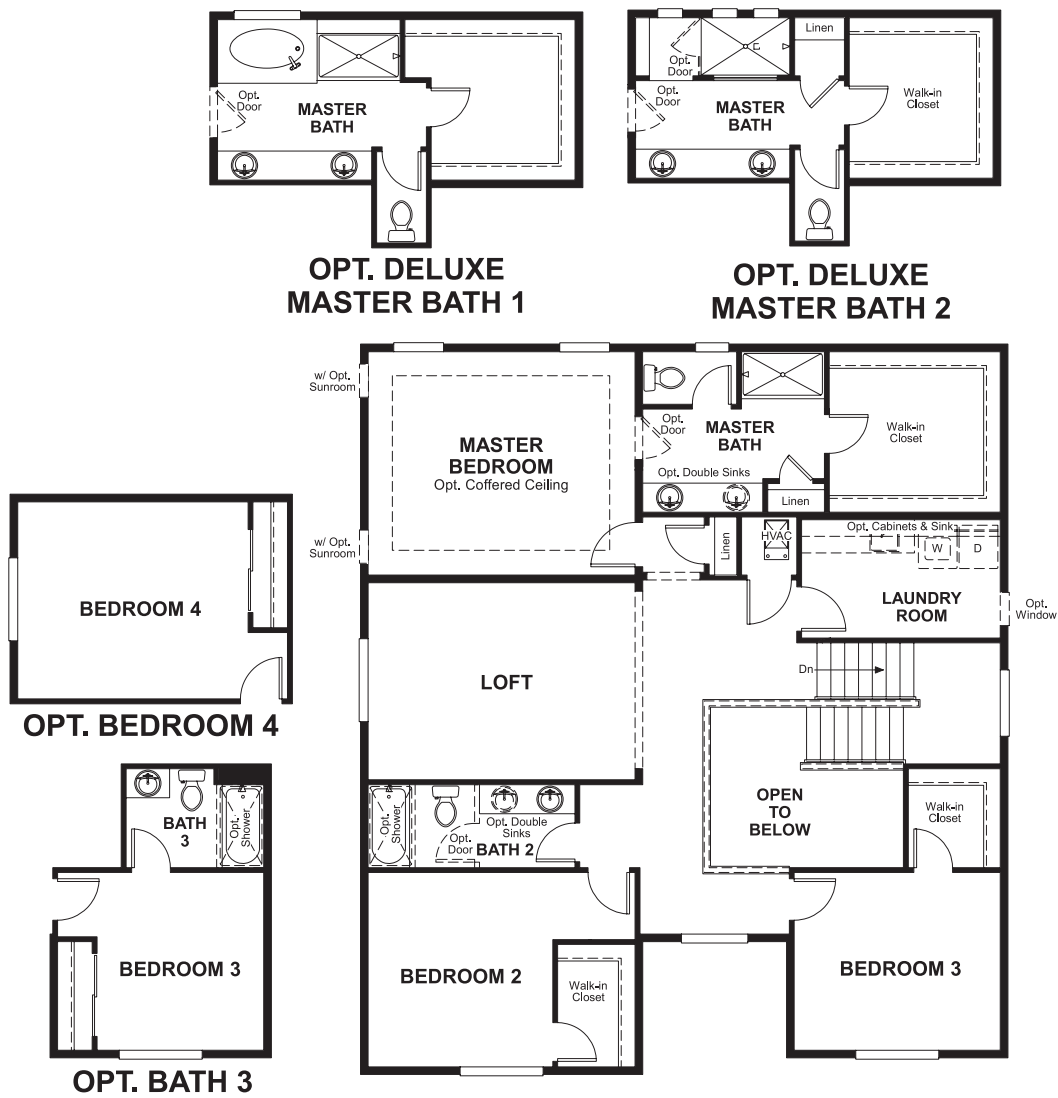 Opt.
Door
MASTER
BATH
OPT. DELUXE
MASTER BATH 1
Linen
Opt.
Door
Opt.
Door
MASTER
BATH
Walk-in
Closet
OPT. DELUXE
MASTER BATH 2
w/ Opt.
Sunroom
MASTER
BEDROOM
Opt. Coffered Ceiling
w/ Opt.
Sunroom
Opt.
Door
MASTER
BATH
Opt. Double Sinks
Linen
Walk-in
Closet
Linen
HVAC
Opt. Cabinets & Sink
W
D
LAUNDRY
ROOM
Opt.
Window
BEDROOM 4
OPT. BEDROOM 4
LOFT
Dn
OPEN
TO
BELOW
Walk-in
Closet
Opt.
Shower
Opt. Double
Sinks
Opt.
Door
BATH 2
BEDROOM 2
Walk-in
Closet
BEDROOM 3
BATH
3
Opt.
Shower
BEDROOM 3
OPT. BATH 3